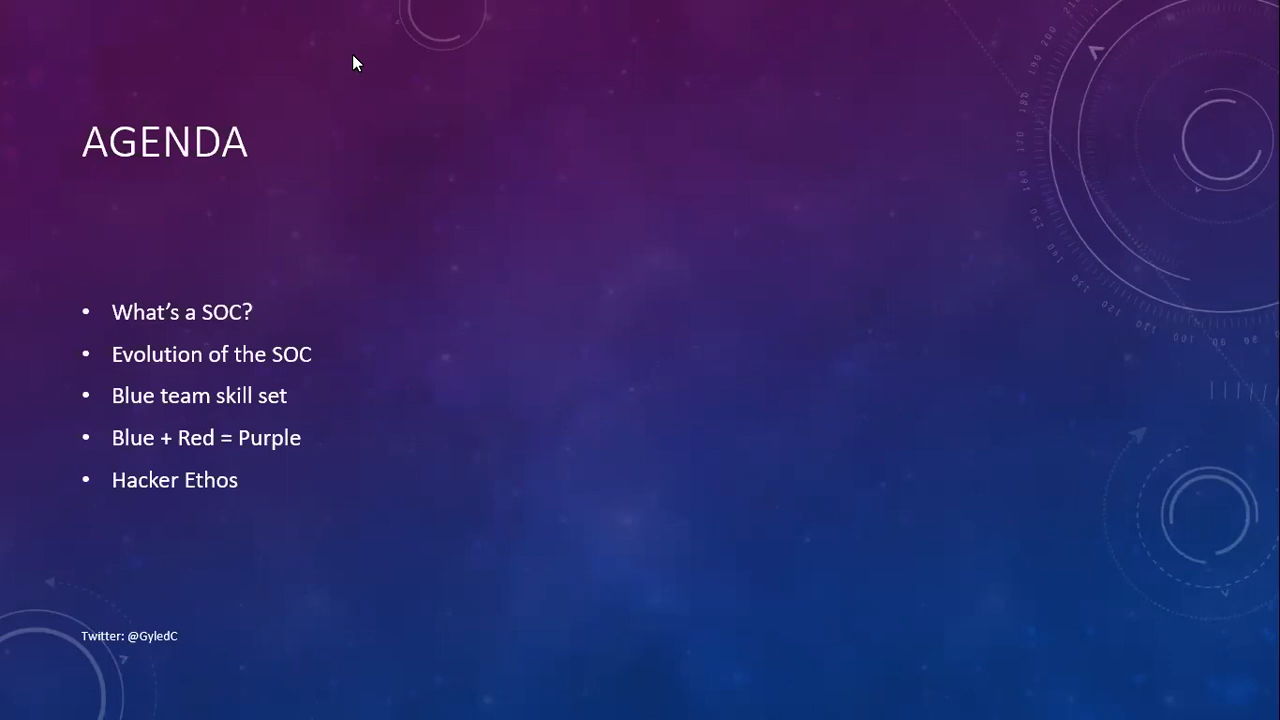 AGENDA
• What’s a SOC?
• Evolution of the SOC
• Blue team skill set
• Blue + Red = Purple
• Hacker Ethos
Twitter: @GyledC